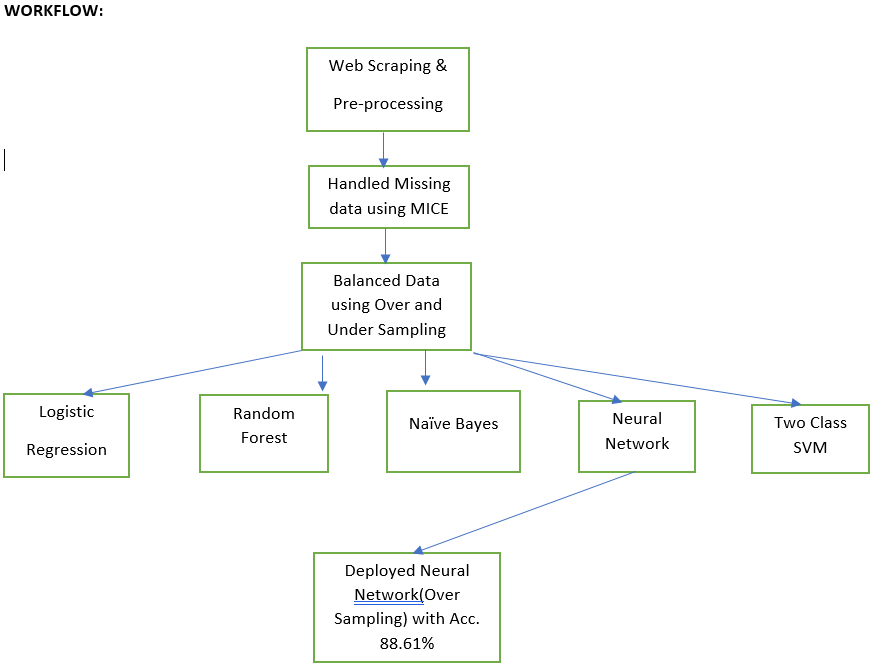 WORKFLOW:
Web Scraping &
Pre-processing
Handled Missing
data using MICE
Balanced Data
using Over and
Under Sampling
Logistic
Regression
Random
Forest
Naïve Bayes
Neural
Network
Two Class
SVM
Deployed Neural
Network(Over
Sampling) with Acc.
88.61%